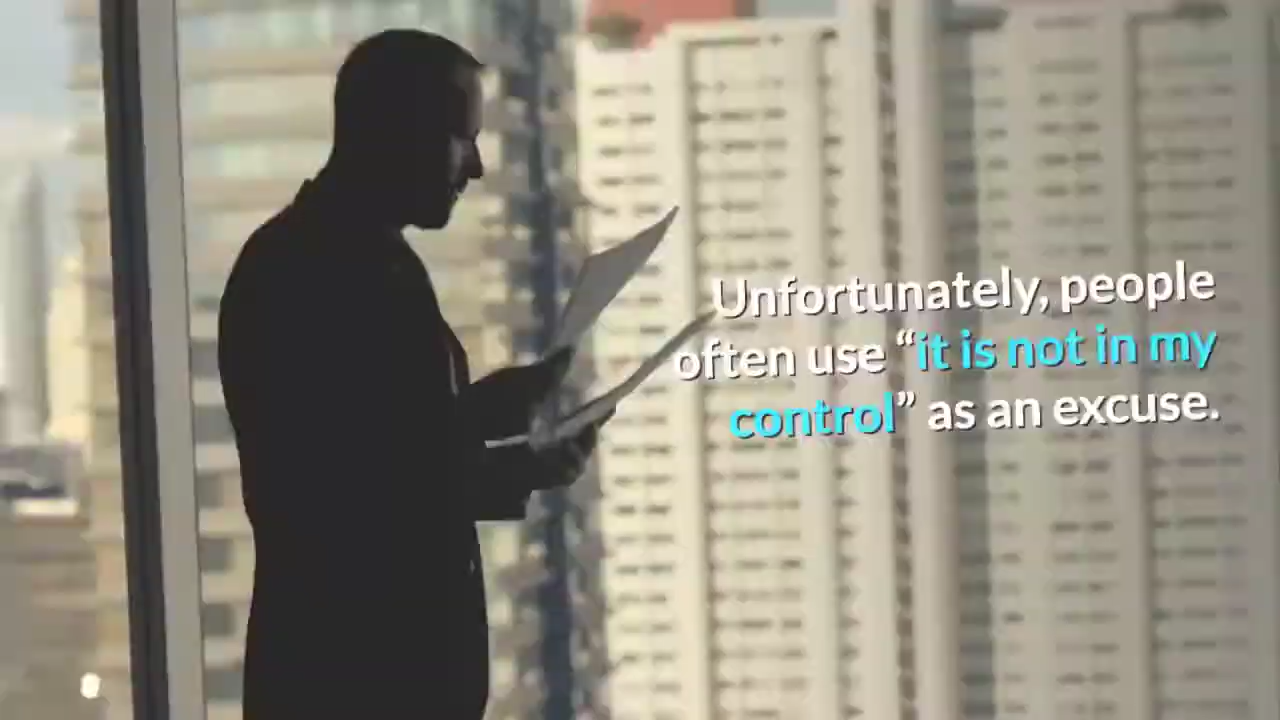 Unfortunately, people
often use “it is not in my
control” as an excuse.